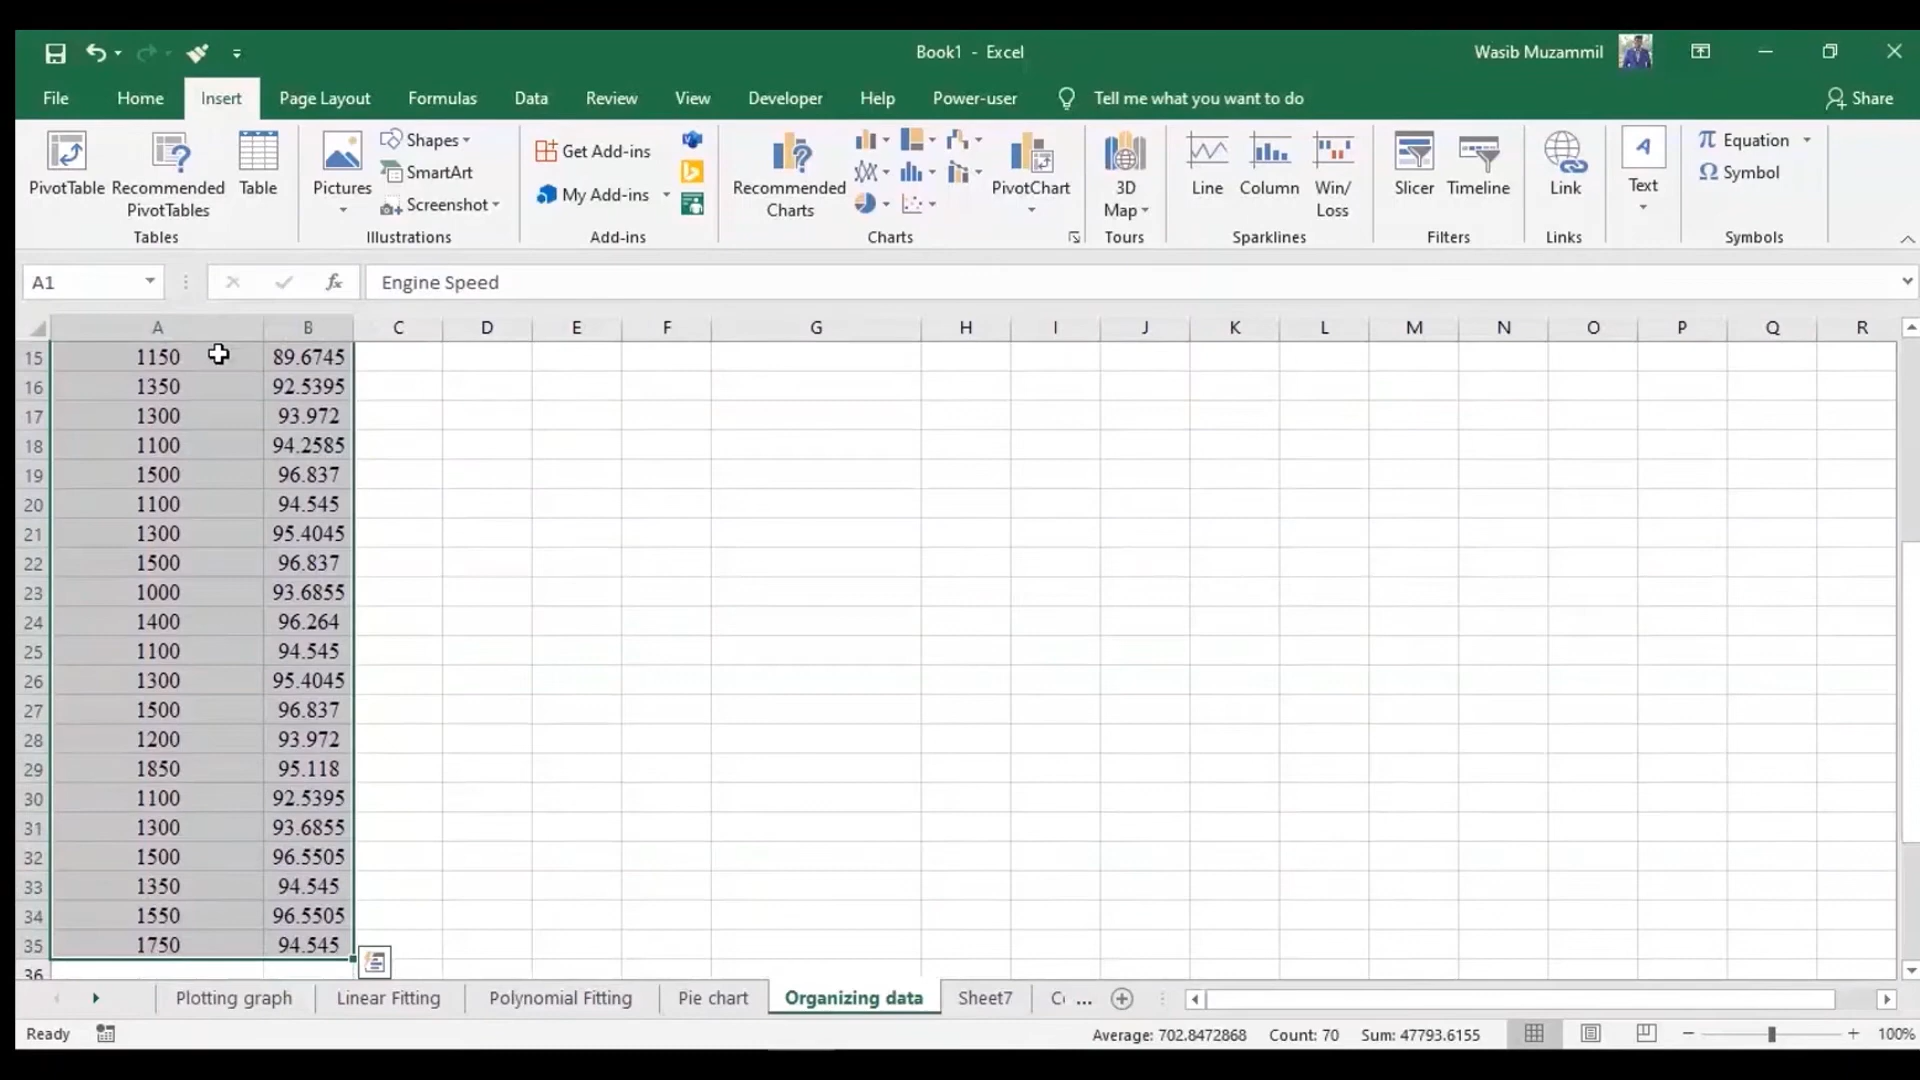 Book1 - Excel
Wasib Muzammil
File Home Insert Page Layout Formulas Data Review View Developer Help Power-user Tell me what you want to do Share
PivotTable
Recommended
PivotTables
Table
Tables
Pictures
Shapes
SmartArt
Screenshot
Illustrations
Get Add-ins
My Add-ins
Add-ins
Recommended
Charts
PivotChart
Charts
3D
Map
Tours
Line
Column
Win/
Loss
Sparklines
Slicer
Timeline
Filters
Link
Links
A
Text
π Equation
Ω Symbol
Symbols
A1
fx
Engine Speed
A B C D E F G H I J K L M N O P Q R
15 1150 89.6745
16 1350 92.5395
17 1300 93.972
18 1100 94.2585
19 1500 96.837
20 1100 94.545
21 1300 95.4045
22 1500 96.837
23 1000 93.6855
24 1400 96.264
25 1100 94.545
26 1300 95.4045
27 1500 96.837
28 1200 93.972
29 1850 95.118
30 1100 92.5395
31 1300 93.6855
32 1500 96.5505
33 1350 94.545
34 1550 96.5505
35 1750 94.545
36
Plotting graph Linear Fitting Polynomial Fitting Pie chart Organizing data Sheet7 ...
Ready
Average: 702.8472868 Count: 70 Sum: 47793.6155
100%